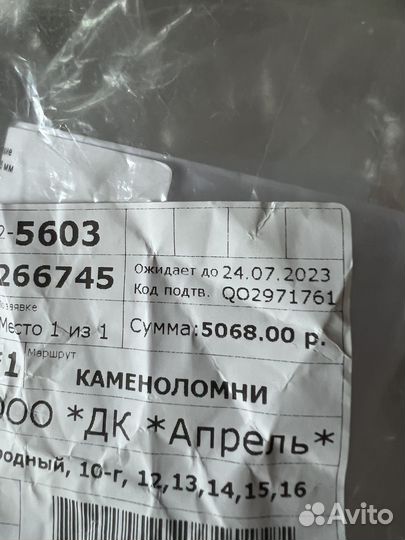 мм
2-5603
266745
Ожидает до 24.07.2023
Код подтв. QO2971761
Место 1 из 1
Сумма:5068.00 р.
Маршрут
КАМЕНОЛОМНИ
ООО *ДК *Апрель*
родный, 10-г, 12,13,14,15,16
Avito